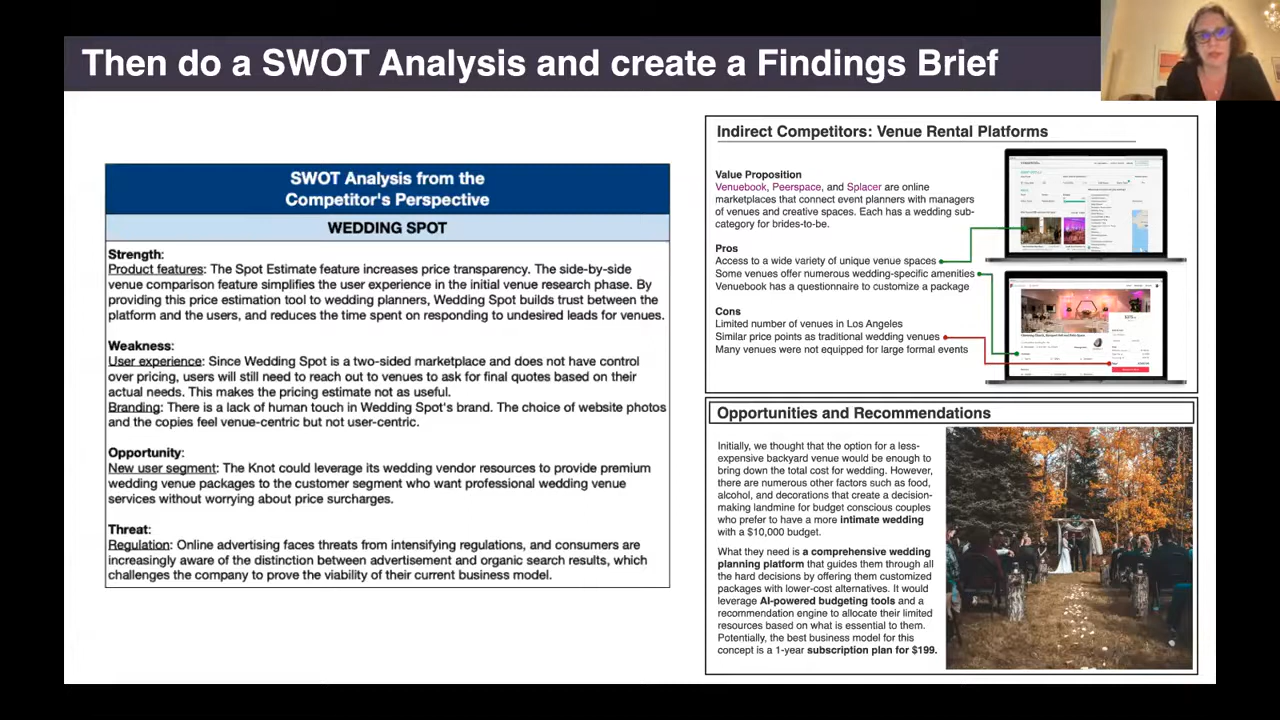 Then do a SWOT Analysis and create a Findings Brief
SWOT Analysis from the
Competitor's Perspective
WEDDING SPOT
Strength:
Product features: The Spot Estimate feature increases price transparency. The side-by-side
venue comparison feature simplifies the user experience in the initial venue research phase. By
providing this price estimation tool to wedding planners, Wedding Spot builds trust between the
platform and the users, and reduces the time spent on responding to undesired leads for venues.
Weakness:
User experience: Since Wedding Spot is a two-sided marketplace and does not have control
over pricing, users will still need to reach out to venues to ask for final quotes based on their
actual needs. This makes the pricing estimate not as useful.
Branding: There is a lack of human touch in Wedding Spot's brand. The choice of website photos
and the copies feel venue-centric but not user-centric.
Opportunity:
New user segment: The Knot could leverage its wedding vendor resources to provide premium
wedding venue packages to the customer segment who want professional wedding venue
services without worrying about price surcharges.
Threat:
Regulation: Online advertising faces threats from intensifying regulations, and consumers are
increasingly aware of the distinction between advertisement and organic search results, which
challenges the company to prove the viability of their current business model.
Indirect Competitors: Venue Rental Platforms
Value Proposition
Venuebook, Peerspace, and Splacer are online
marketplaces that connect event planners with managers
of venues and creative spaces. Each has a wedding sub-
category for brides-to-be.
Pros
Access to a wide variety of unique venue spaces
Some venues offer numerous wedding-specific amenities
Venuebook has a questionnaire to customize a package
Cons
Limited number of venues in Los Angeles
Similar price points as traditional wedding venues
Many venues were not equipped for large formal events
Opportunities and Recommendations
Initially, we thought that the option for a less-
expensive backyard venue would be enough to
bring down the total cost for wedding. However,
there are numerous other factors such as food,
alcohol, and decorations that create a decision-
making landmine for budget conscious couples
who prefer to have a more intimate wedding
with a $10,000 budget.
What they need is a comprehensive wedding
planning platform that guides them through all
the hard decisions by offering them customized
packages with lower-cost alternatives. It would
leverage AI-powered budgeting tools and a
recommendation engine to allocate their limited
resources based on what is essential to them.
Potentially, the best business model for this
concept is a 1-year subscription plan for $199.